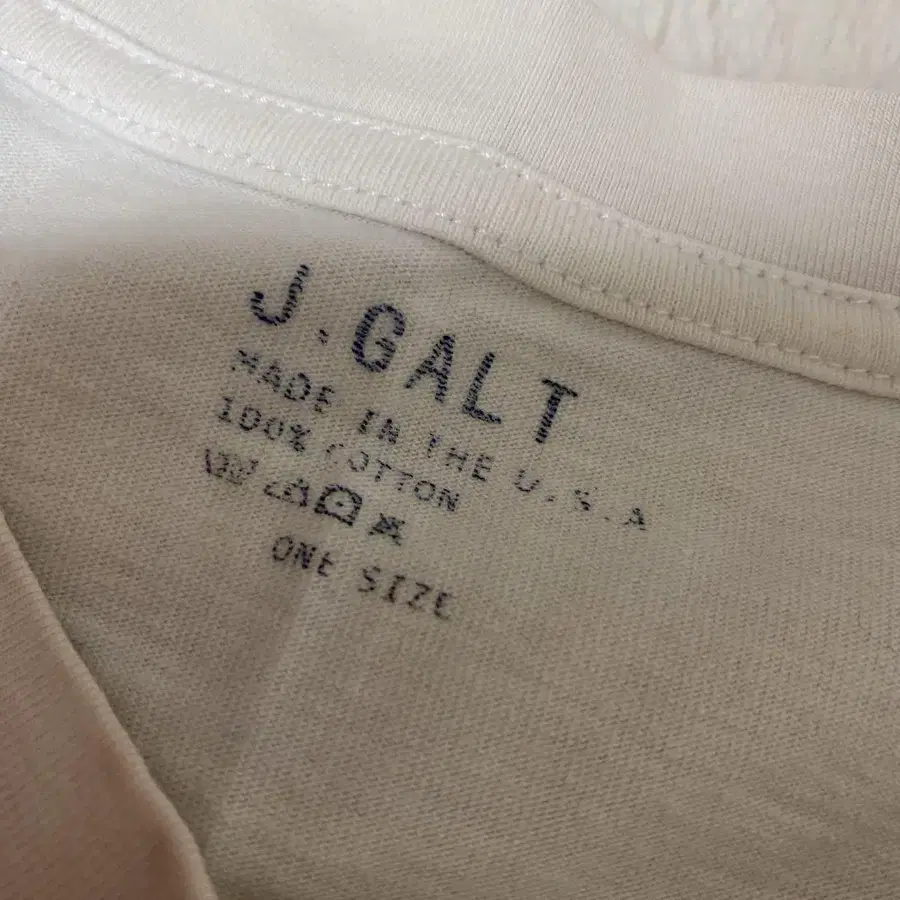 J.GALT
MADE IN THE U.S.A
100% COTTON
ONE SIZE